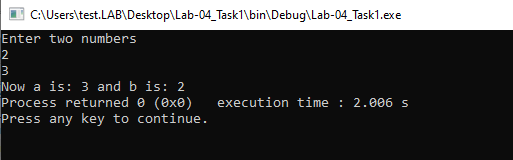 C:\Users\test.LAB\Desktop\Lab-04_Task1\bin\Debug\Lab-04_Task1.exe
Enter two numbers
2
3
Now a is: 3 and b is: 2
Process returned 0 (0x0)   execution time : 2.006 s
Press any key to continue.